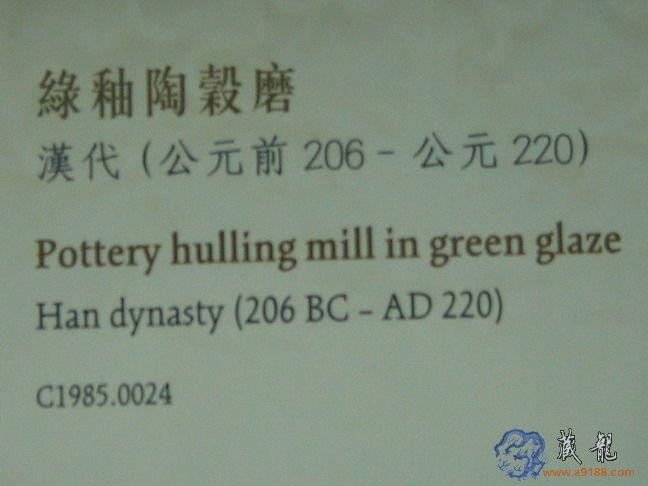 綠釉陶穀磨
漢代 (公元前 206 – 公元 220)
Pottery hulling mill in green glaze
Han dynasty (206 BC – AD 220)
C1985.0024
藏龍
www.a9188.com